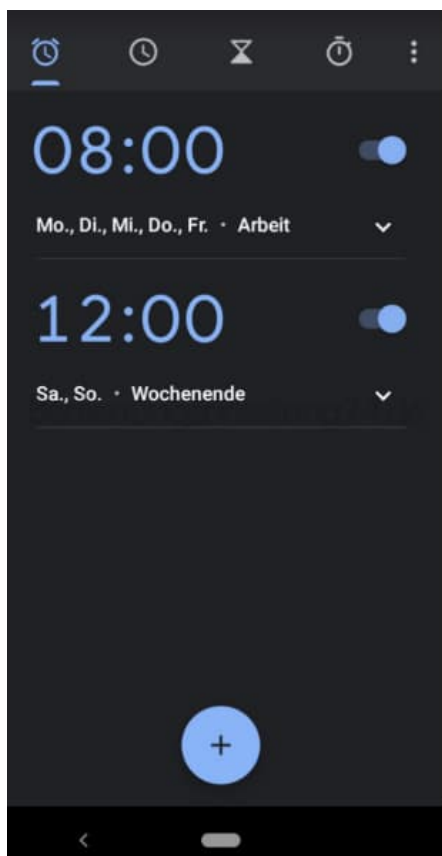 08:00
Mo., Di., Mi., Do., Fr. • Arbeit
12:00
Sa., So. • Wochenende